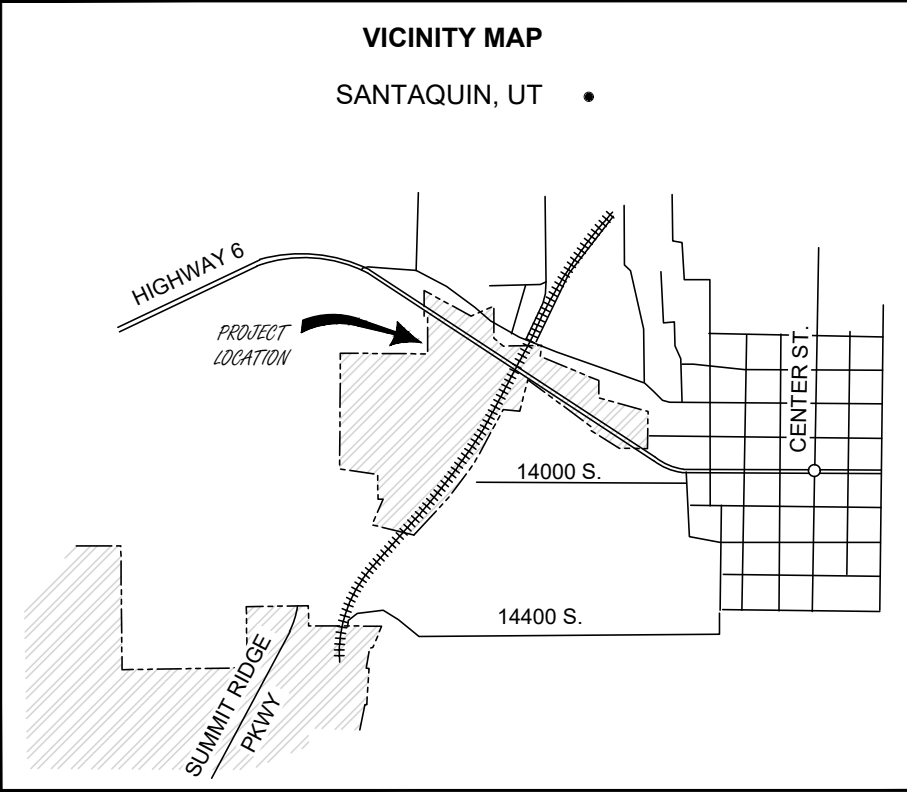 VICINITY MAP
SANTAQUIN, UT
HIGHWAY 6
PROJECT
LOCATION
CENTER ST.
14000 S.
14400 S.
SUMMIT RIDGE
PKWY